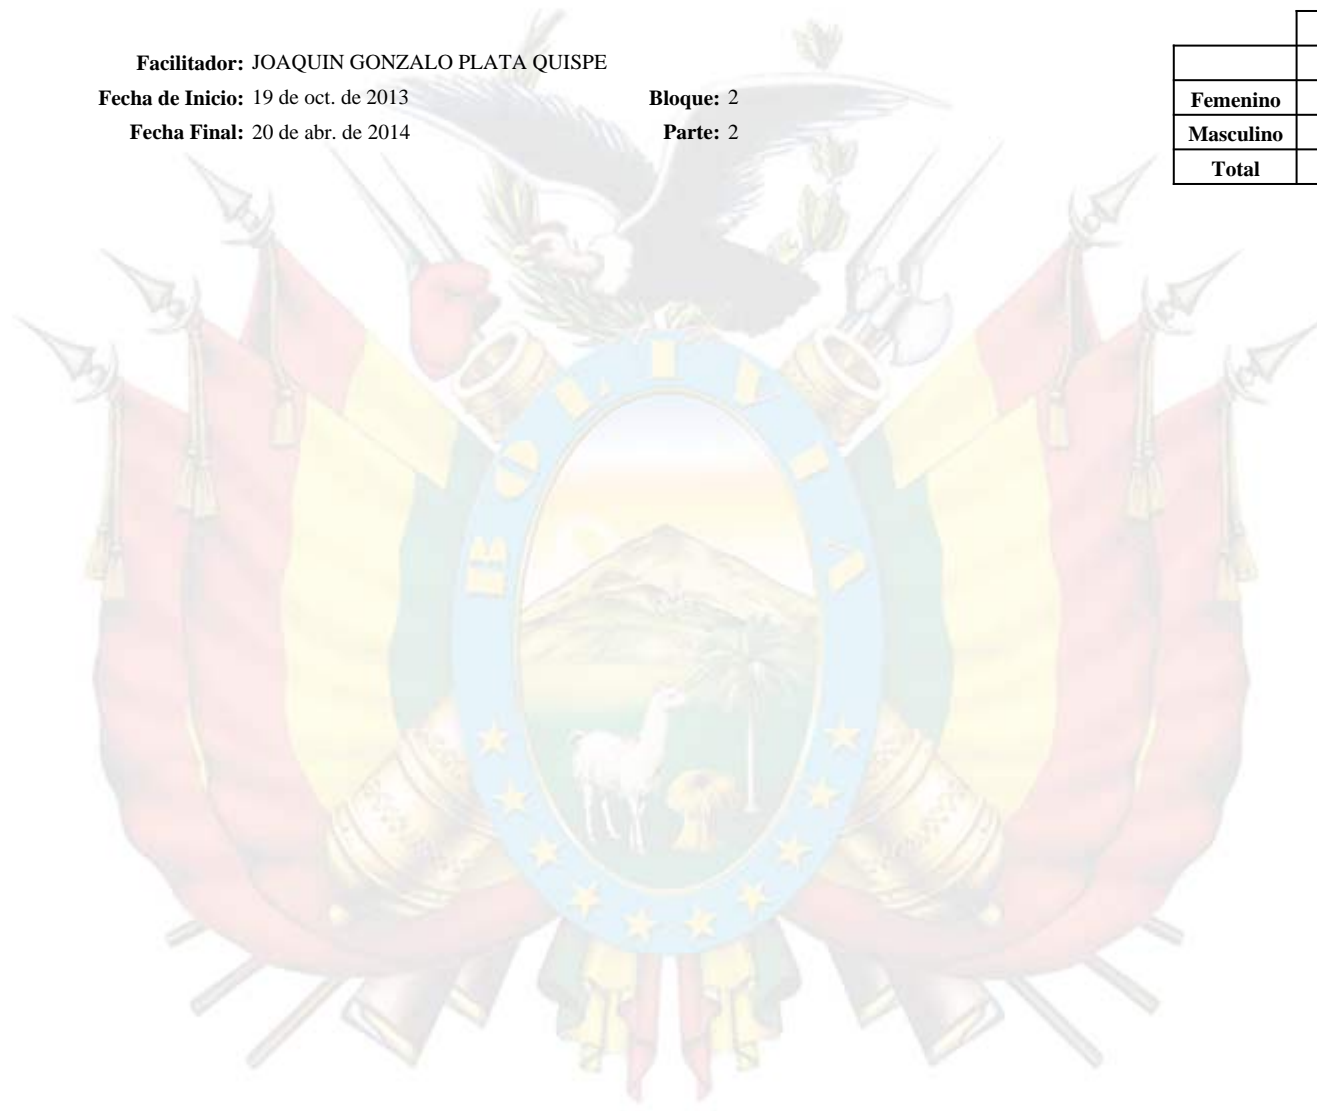 Facilitador: JOAQUIN GONZALO PLATA QUISPE
Fecha de Inicio: 19 de oct. de 2013 Bloque: 2
Fecha Final: 20 de abr. de 2014 Parte: 2
Femenino
Masculino
Total
BOLIVIA